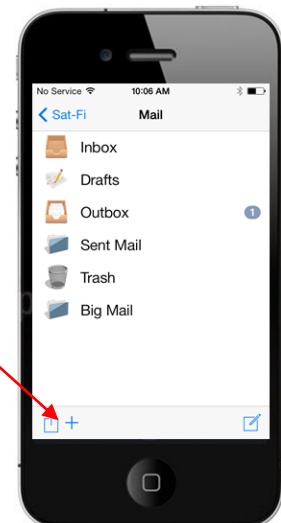 No Service 10:06 AM
Sat-Fi Mail
Inbox
Drafts
Outbox 1
Sent Mail
Trash
Big Mail